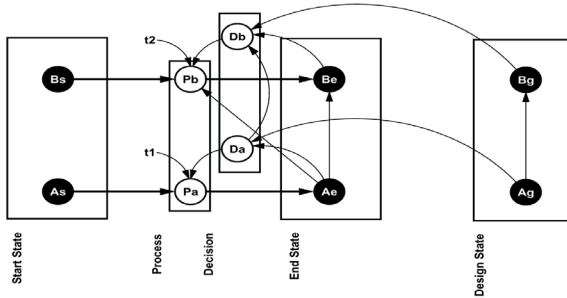 Db
t2
Bs
Pb
Be
Bg
t1
Da
As
Pa
Ae
Ag
Start State
Process
Decision
End State
Design State